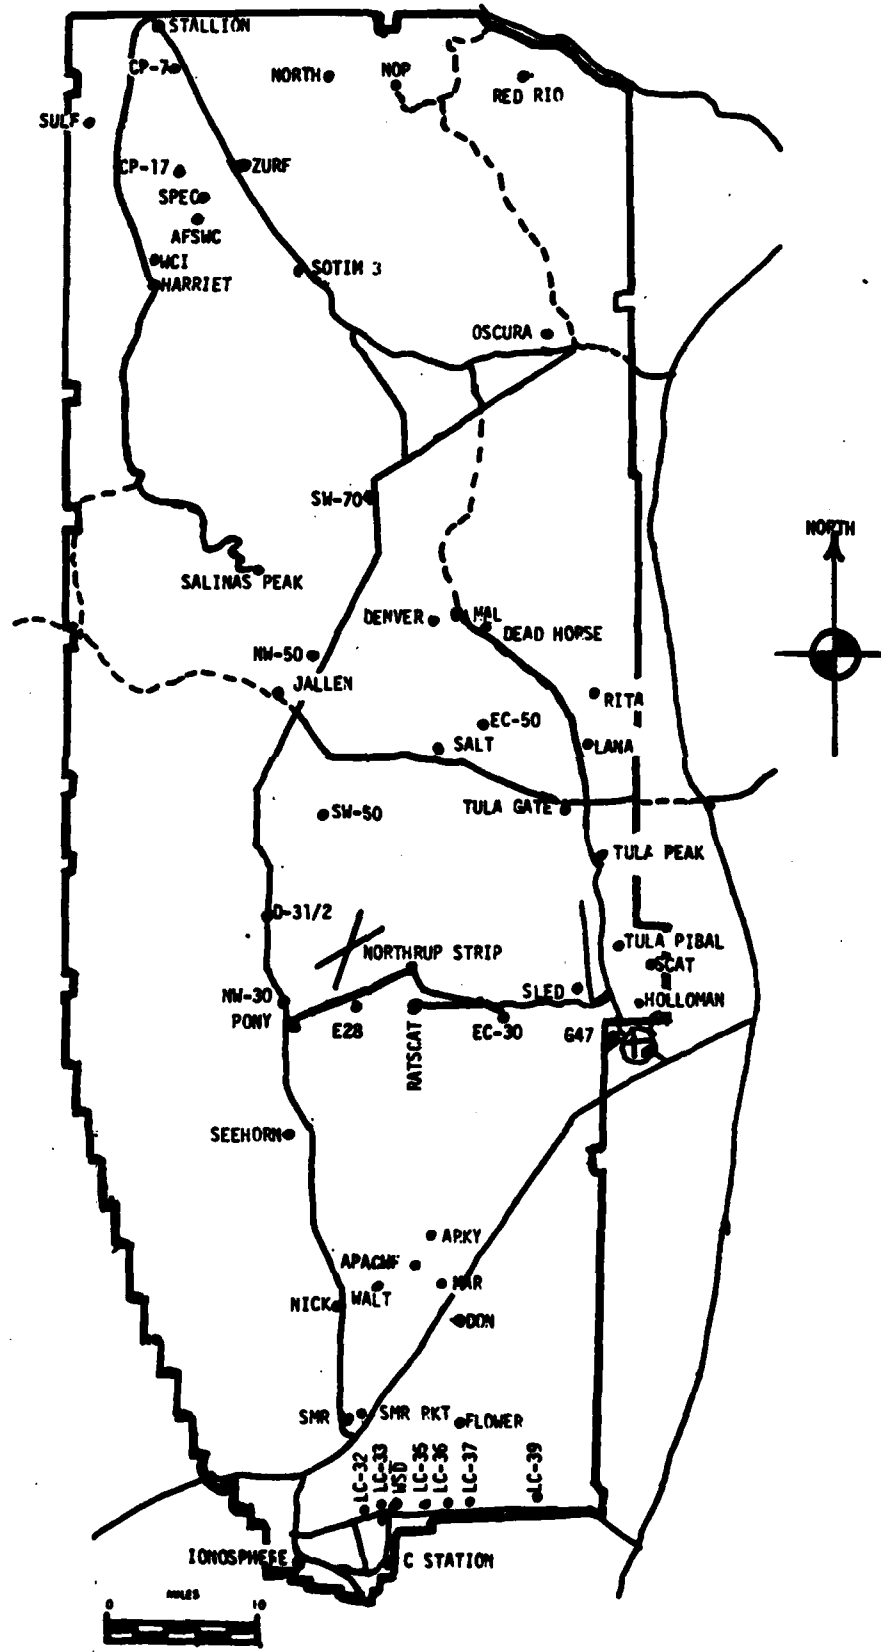 STALLION
CP-7
NORTH
NOP
RED RIO
SULF
CP-17
ZURF
SPEC
AFSWC
WCI
HARRIET
SOTIM 3
OSCURA
SW-70
NORTH
SALINAS PEAK
DENVER
MAL
DEAD HORSE
NW-50
JALLEN
RITA
EC-50
SALT
LANA
SW-50
TULA GATE
TULA PEAK
D-31/2
NORTHRUP STRIP
TULA PIBAL
SCAT
SLED
NW-30
HOLLOMAN
PONY
E28
RATSCAT
EC-30
G47
SEEHORN
ARKY
APACHE
MAR
NICK
WALT
DON
SMR
SMR RKT
FLOWER
LC-32
LC-33
WSD
LC-35
LC-36
LC-37
LC-39
IONOSPHERE
C STATION
MILES
0 10